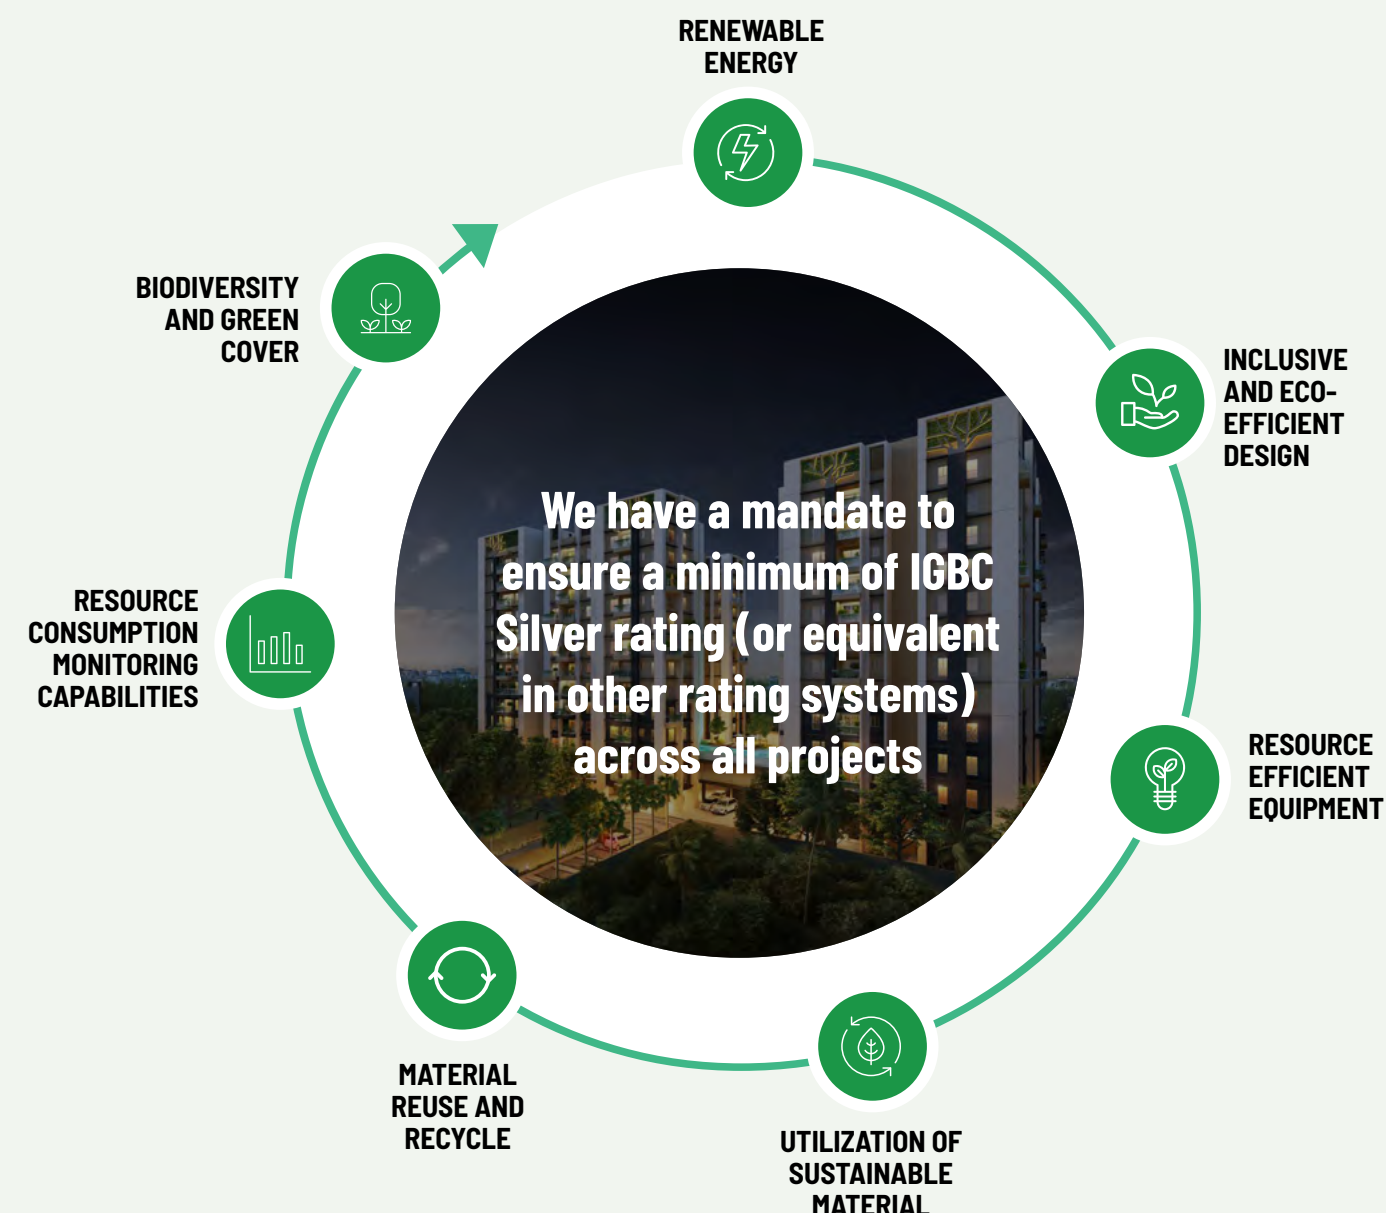 RENEWABLE
ENERGY
INCLUSIVE
AND ECO-
EFFICIENT
DESIGN
RESOURCE
EFFICIENT
EQUIPMENT
UTILIZATION OF
SUSTAINABLE
MATERIAL
MATERIAL
REUSE AND
RECYCLE
RESOURCE
CONSUMPTION
MONITORING
CAPABILITIES
BIODIVERSITY
AND GREEN
COVER
We have a mandate to
ensure a minimum of IGBC
Silver rating (or equivalent
in other rating systems)
across all projects